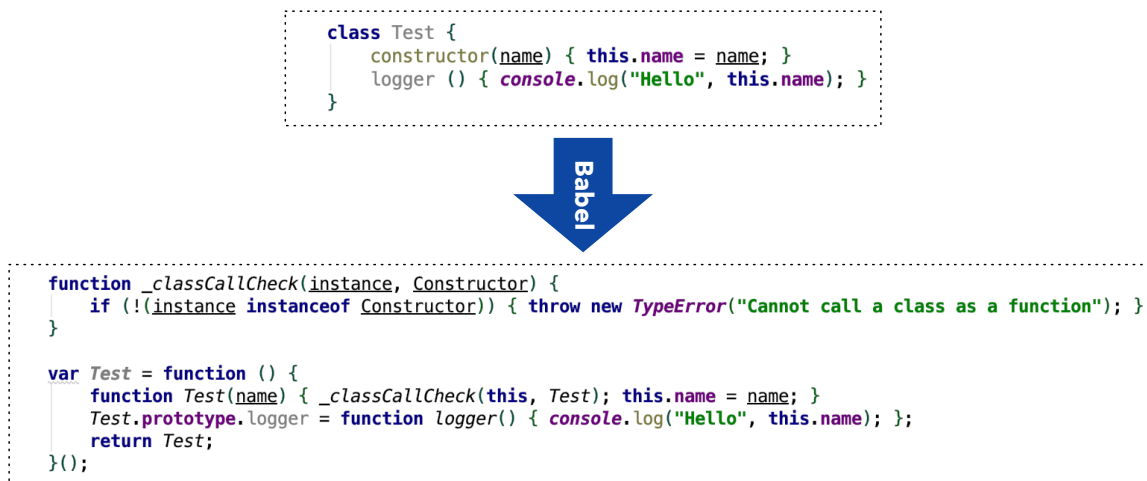 class Test {
constructor(name) { this.name = name; }
logger () { console.log("Hello", this.name); }
}
Babel
function _classCallCheck(instance, Constructor) {
if (!(instance instanceof Constructor)) { throw new TypeError("Cannot call a class as a function"); }
}
var Test = function () {
function Test(name) { _classCallCheck(this, Test); this.name = name; }
Test.prototype.logger = function logger() { console.log("Hello", this.name); };
return Test;
}();